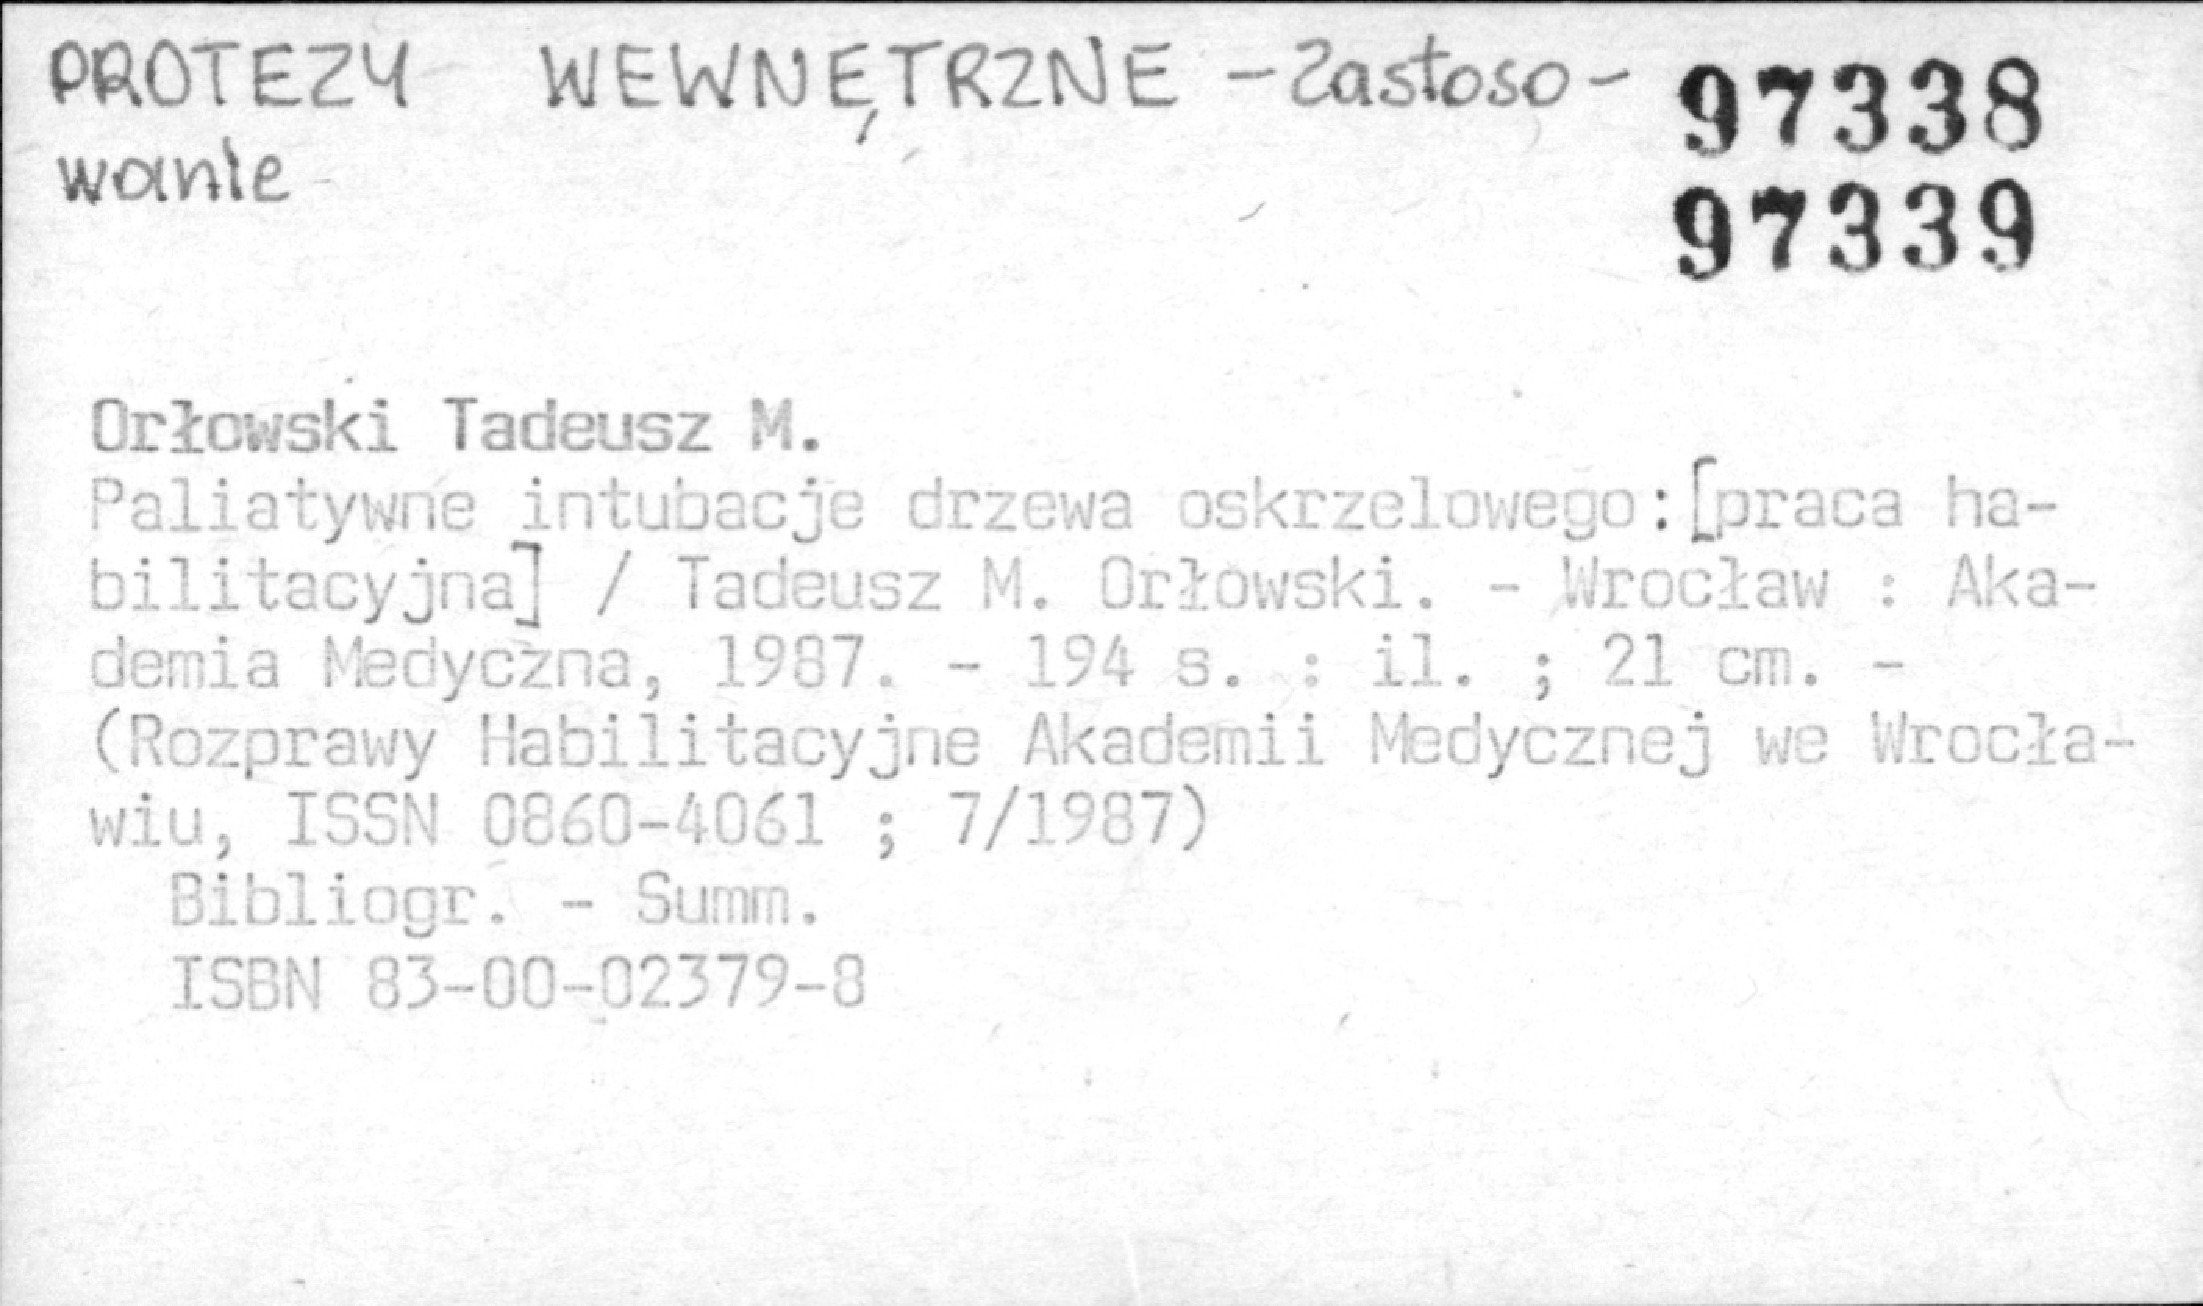 PROTEZY WEWNĘTRZNE - Zastoso-
wanie
97338
97339
Orłowski Tadeusz M.
Paliatywne intubacje drzewa oskrzelowego:[praca ha-
bilitacyjna] / Tadeusz M. Orłowski. - Wrocław : Aka-
demia Medyczna, 1987. - 194 s. : il. ; 21 cm. -
(Rozprawy Habilitacyjne Akademii Medycznej we Wrocła-
wiu, ISSN 0860-4061 ; 7/1987)
Bibliogr. - Summ.
ISBN 83-00-02379-8